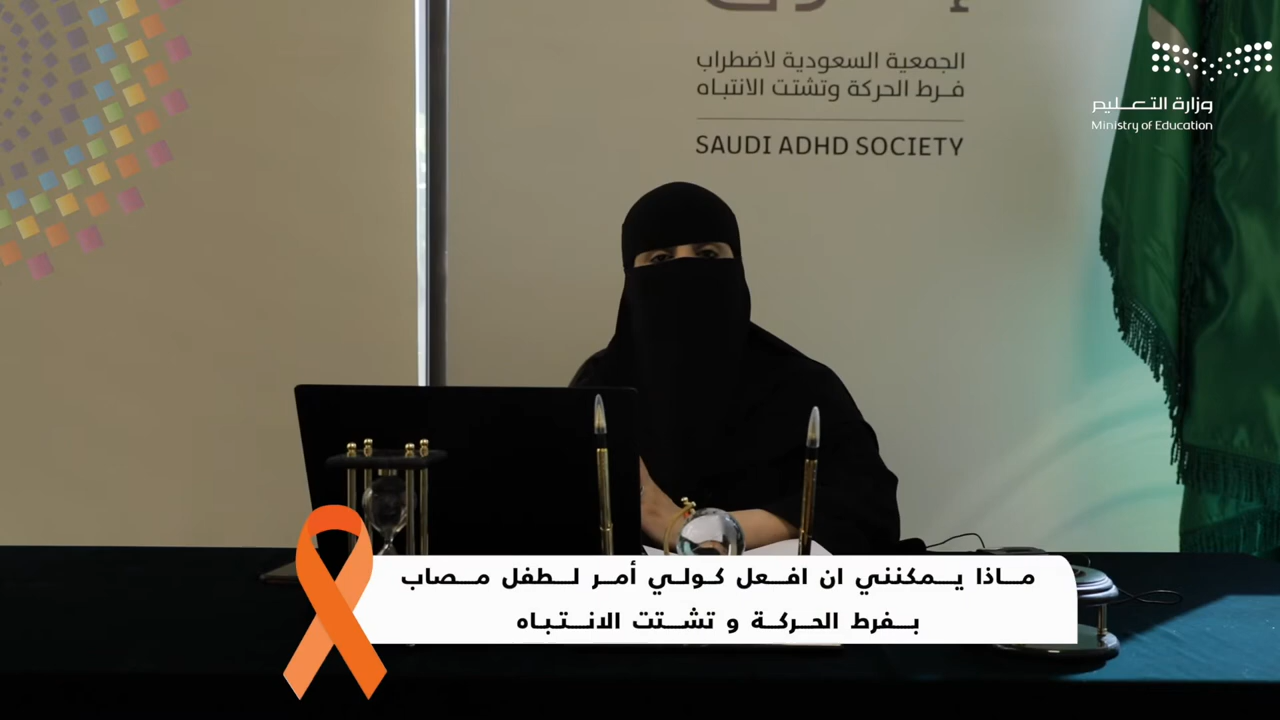 الجمعية السعودية لاضطراب
فرط الحركة وتشتت الانتباه
SAUDI ADHD SOCIETY
وزارة التعليم
Ministry of Education
ماذا يمكنني ان افعل كولي أمر لطفل مصاب
بفرط الحركة و تشتت الانتباه